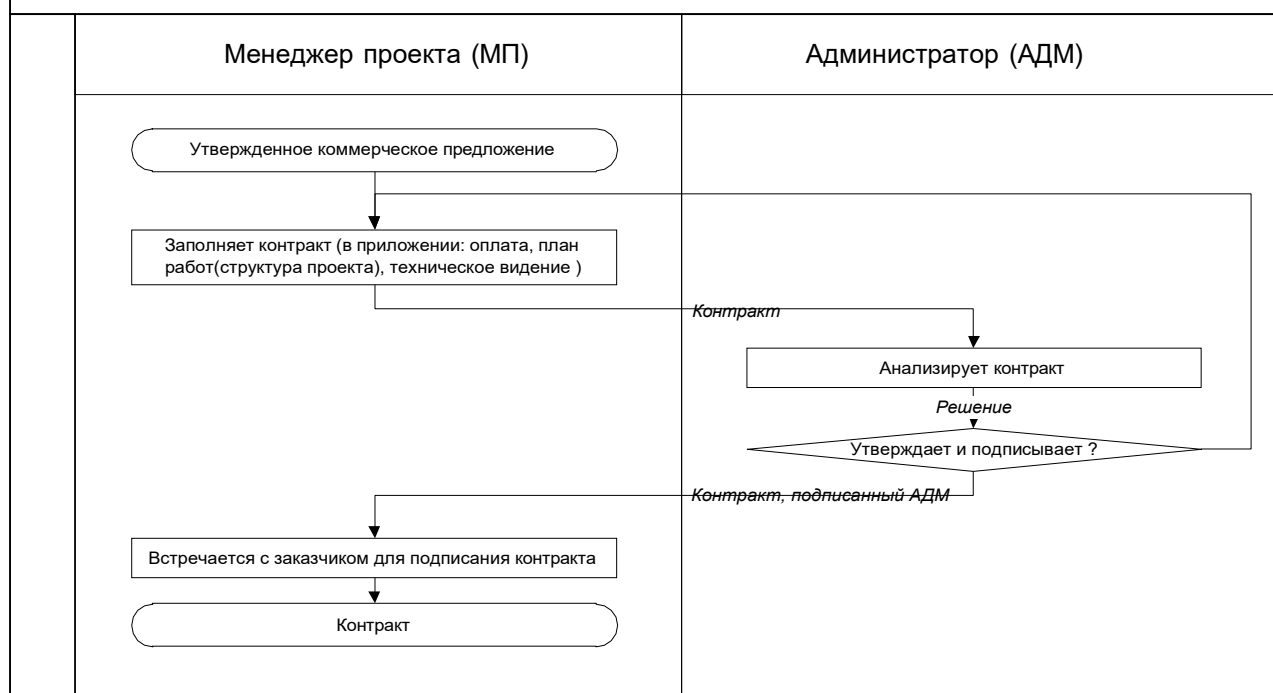 Менеджер проекта (МП)
Администратор (АДМ)
Утвержденное коммерческое предложение
Заполняет контракт (в приложении: оплата, план
работ(структура проекта), техническое видение )
Контракт
Анализирует контракт
Решение
Утверждает и подписывает ?
Контракт, подписанный АДМ
Встречается с заказчиком для подписания контракта
Контракт